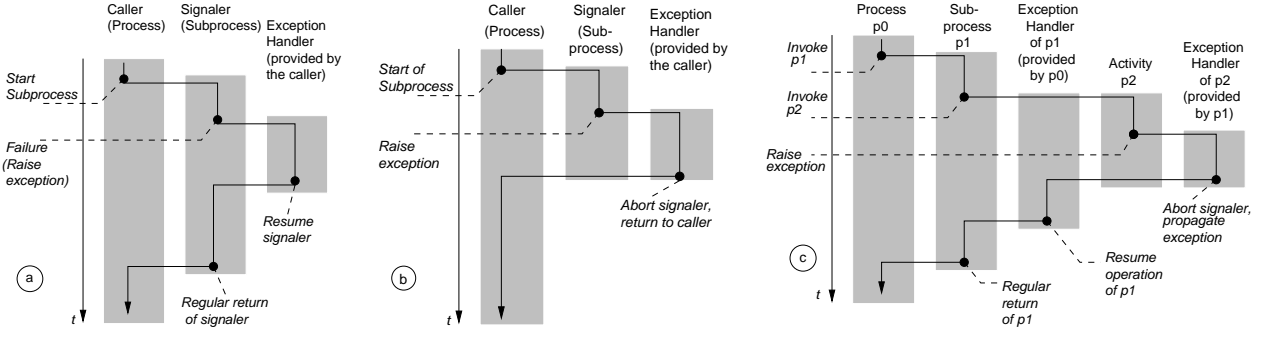 Caller
(Process)
Signaler
(Subprocess)
Exception
Handler
(provided by
the caller)
Start
Subprocess
Failure
(Raise
exception)
Resume
signaler
Regular return
of signaler
a
t
Caller
(Process)
Signaler
(Sub-
process)
Exception
Handler
(provided by
the caller)
Start of
Subprocess
Raise
exception
Abort signaler,
return to caller
b
t
Process
p0
Sub-
process
p1
Exception
Handler
of p1
(provided
by p0)
Activity
p2
Exception
Handler
of p2
(provided
by p1)
Invoke
p1
Invoke
p2
Raise
exception
Abort signaler,
propagate
exception
Resume
operation
of p1
Regular
return
of p1
c
t